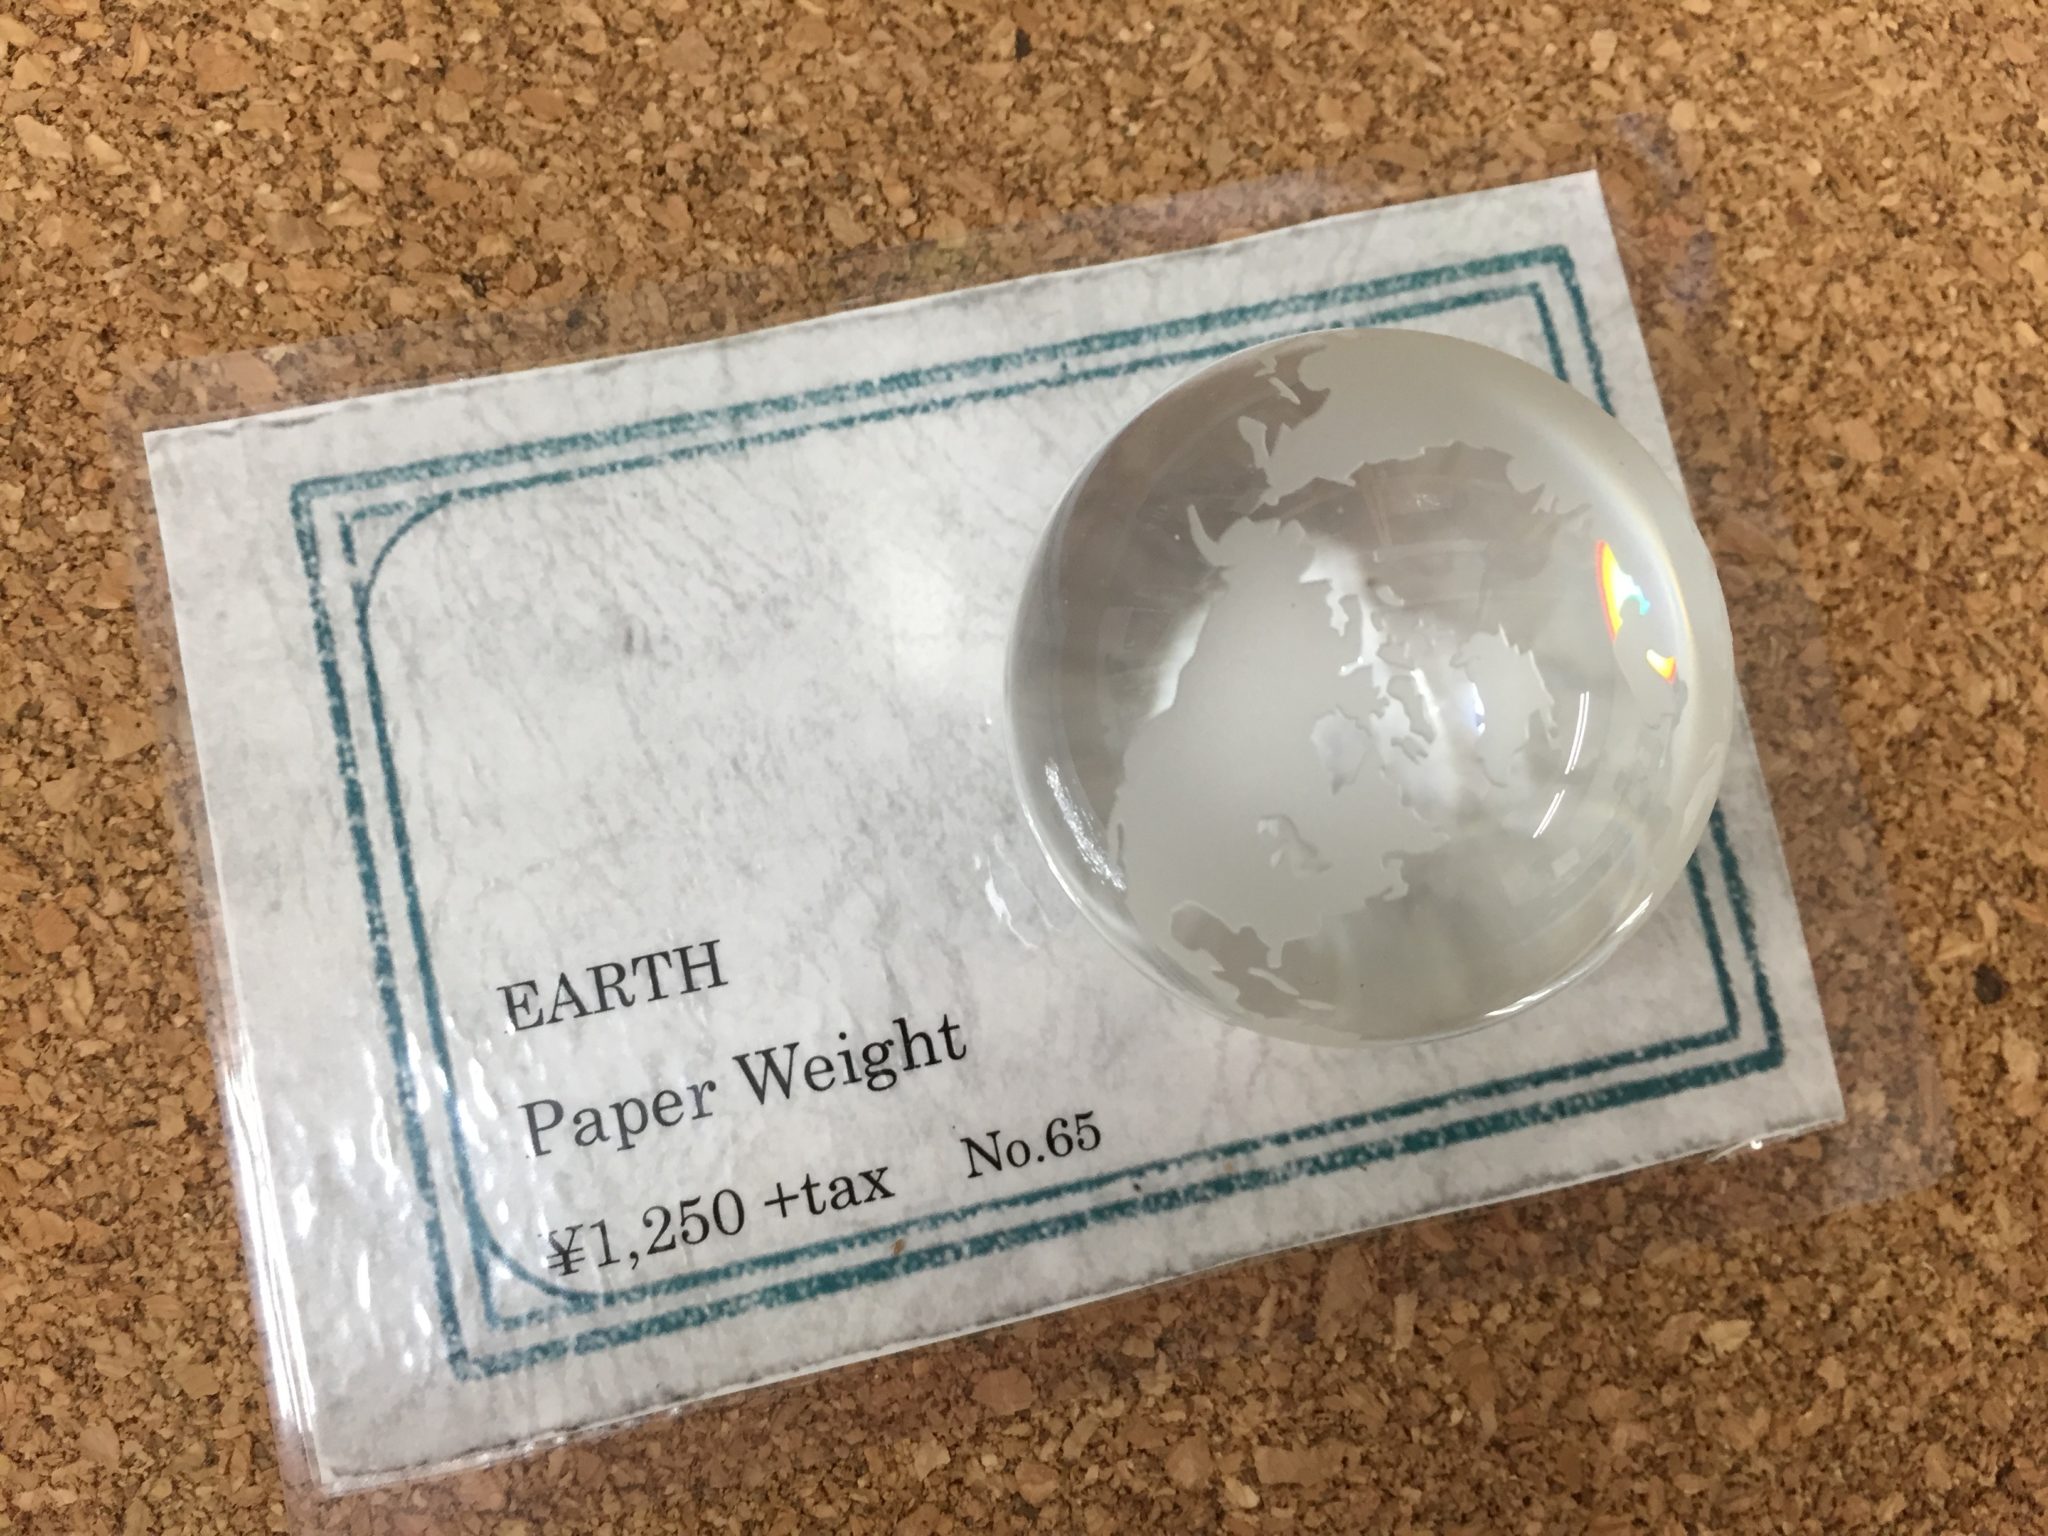 EARTH
Paper Weight
¥1,250 +tax No.65